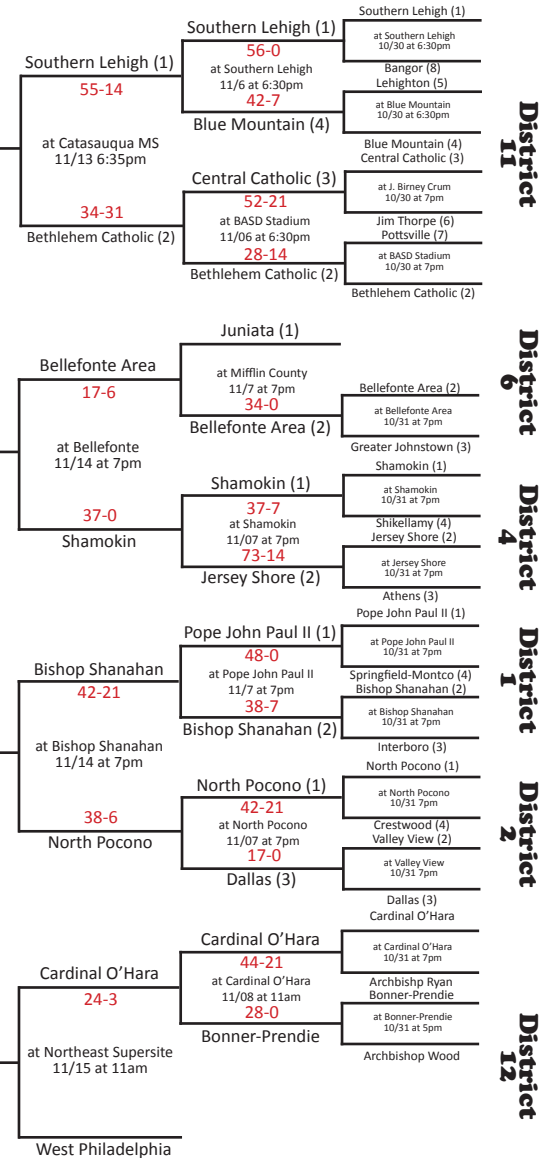 Southern Lehigh (1)
at Southern Lehigh
10/30 at 6:30pm
Bangor (8)
Lehighton (5)
at Blue Mountain
10/30 at 6:30pm
Blue Mountain (4)
Central Catholic (3)
at J. Birney Crum
10/30 at 7pm
Jim Thorpe (6)
Pottsville (7)
at BASD Stadium
10/30 at 7pm
Bethlehem Catholic (2)
Southern Lehigh (1)
56-0
at Southern Lehigh
11/6 at 6:30pm
42-7
Blue Mountain (4)
Central Catholic (3)
52-21
at BASD Stadium
11/06 at 6:30pm
28-14
Bethlehem Catholic (2)
Southern Lehigh (1)
55-14
at Catasauqua MS
11/13 6:35pm
34-31
Bethlehem Catholic (2)
District
11
Juniata (1)
at Mifflin County
11/7 at 7pm
34-0
Bellefonte Area (2)
Bellefonte Area (2)
at Bellefonte Area
10/31 at 7pm
Greater Johnstown (3)
District
6
Bellefonte Area
17-6
at Bellefonte
11/14 at 7pm
37-0
Shamokin
Shamokin (1)
37-7
at Shamokin
11/07 at 7pm
73-14
Jersey Shore (2)
Shamokin (1)
at Shamokin
10/31 at 7pm
Shikellamy (4)
Jersey Shore (2)
at Jersey Shore
10/31 at 7pm
Athens (3)
District
4
Pope John Paul II (1)
at Pope John Paul II
10/31 at 7pm
Springfield-Montco (4)
Bishop Shanahan (2)
at Bishop Shanahan
10/31 at 7pm
Interboro (3)
District
1
Pope John Paul II (1)
48-0
at Pope John Paul II
11/7 at 7pm
38-7
Bishop Shanahan (2)
Bishop Shanahan
42-21
at Bishop Shanahan
11/14 at 7pm
38-6
North Pocono
North Pocono (1)
42-21
at North Pocono
11/07 at 7pm
17-0
Dallas (3)
North Pocono (1)
at North Pocono
10/31 7pm
Crestwood (4)
Valley View (2)
at Valley View
10/31 7pm
Dallas (3)
District
2
Cardinal O'Hara
at Cardinal O'Hara
10/31 at 7pm
Archbishp Ryan
Bonner-Prendie
at Bonner-Prendie
10/31 at 5pm
Archbishop Wood
District
12
Cardinal O'Hara
44-21
at Cardinal O'Hara
11/08 at 11am
28-0
Bonner-Prendie
Cardinal O'Hara
24-3
at Northeast Supersite
11/15 at 11am
West Philadelphia